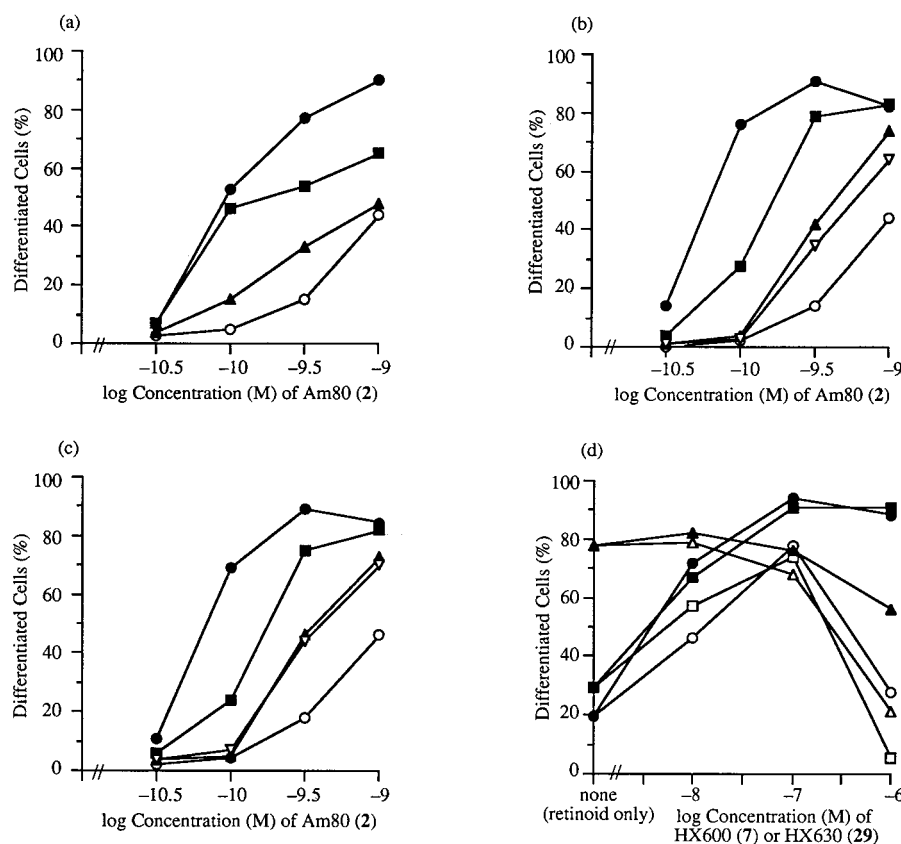 (a)
100
80
60
40
20
0
Differentiated Cells (%)
−10.5 −10 −9.5 −9
log Concentration (M) of Am80 (2)
(b)
100
80
60
40
20
0
Differentiated Cells (%)
−10.5 −10 −9.5 −9
log Concentration (M) of Am80 (2)
(c)
100
80
60
40
20
0
Differentiated Cells (%)
−10.5 −10 −9.5 −9
log Concentration (M) of Am80 (2)
(d)
100
80
60
40
20
0
Differentiated Cells (%)
none −8 −7 −6
(retinoid only) log Concentration (M) of
HX600 (7) or HX630 (29)